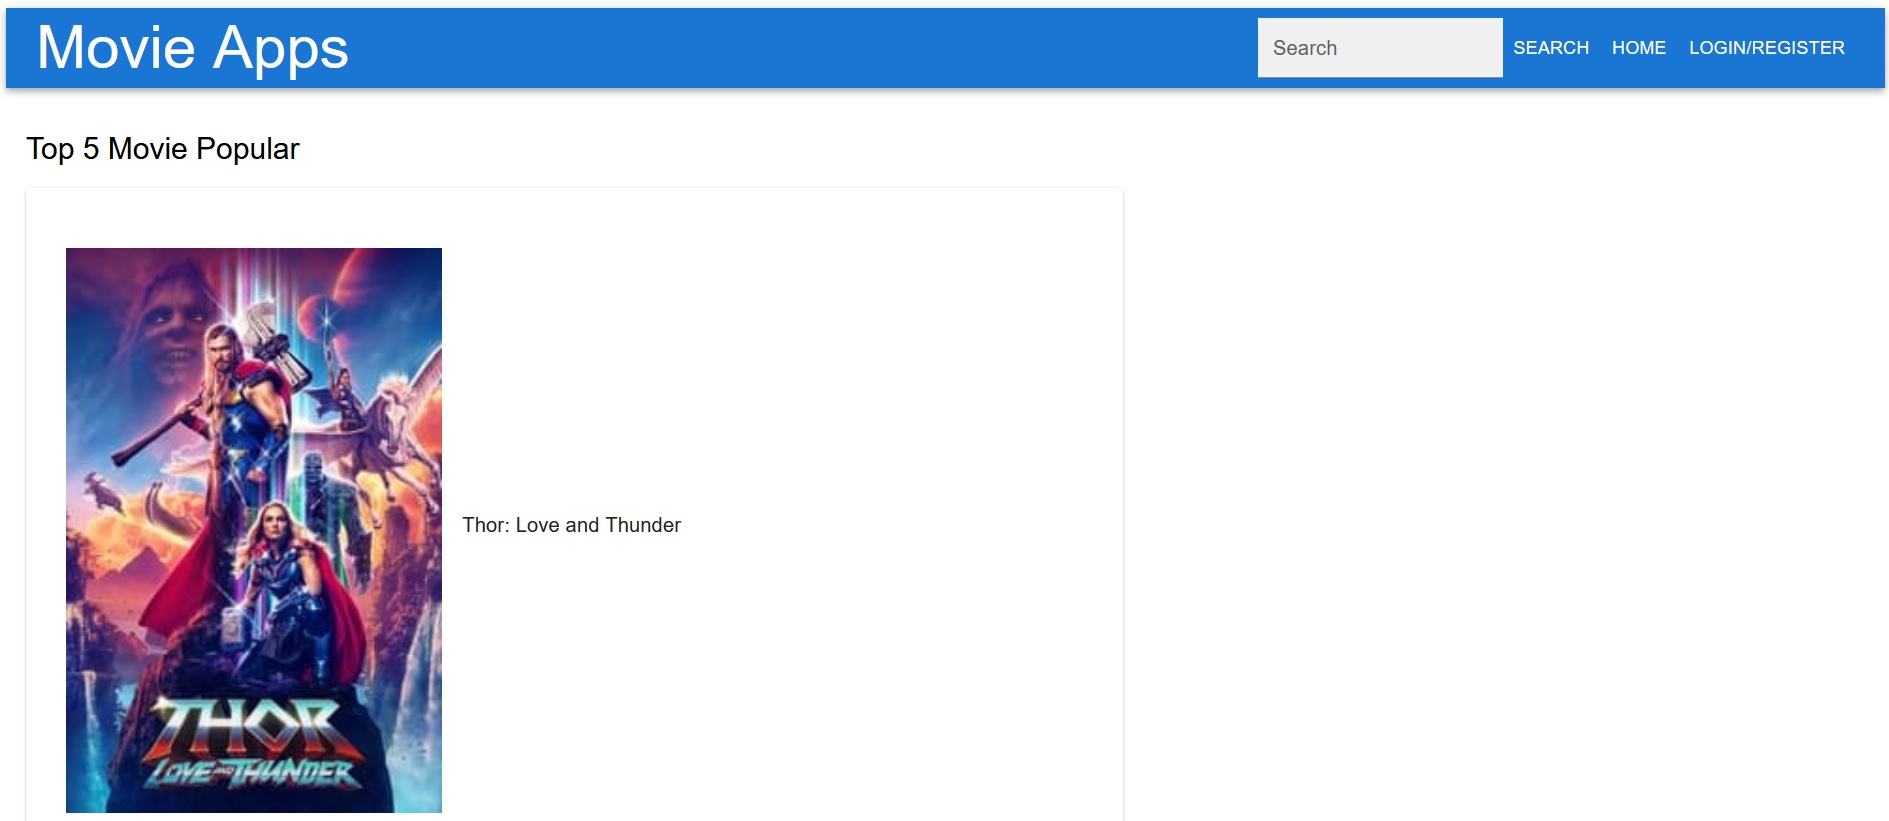 Movie Apps
Search
SEARCH
HOME
LOGIN/REGISTER
Top 5 Movie Popular
Thor: Love and Thunder
THOR
LOVE AND THUNDER